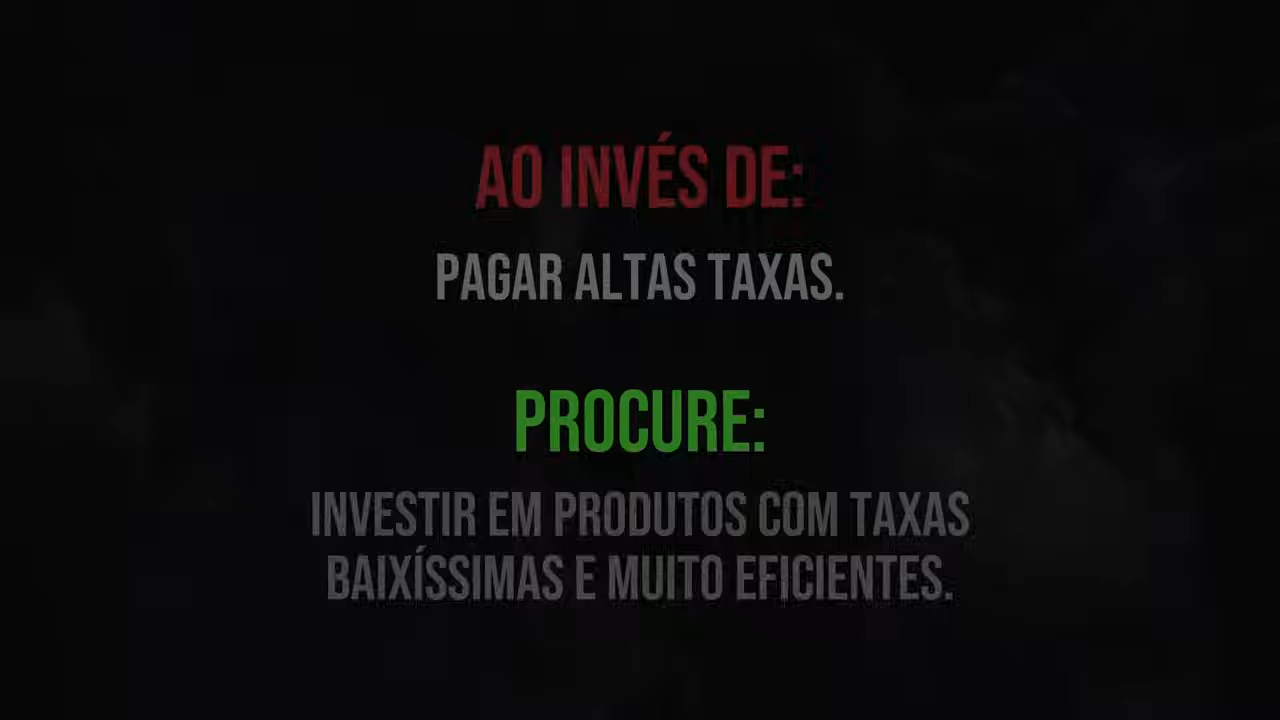 AO INVÉS DE:
PAGAR ALTAS TAXAS.
PROCURE:
INVESTIR EM PRODUTOS COM TAXAS
BAIXÍSSIMAS E MUITO EFICIENTES.